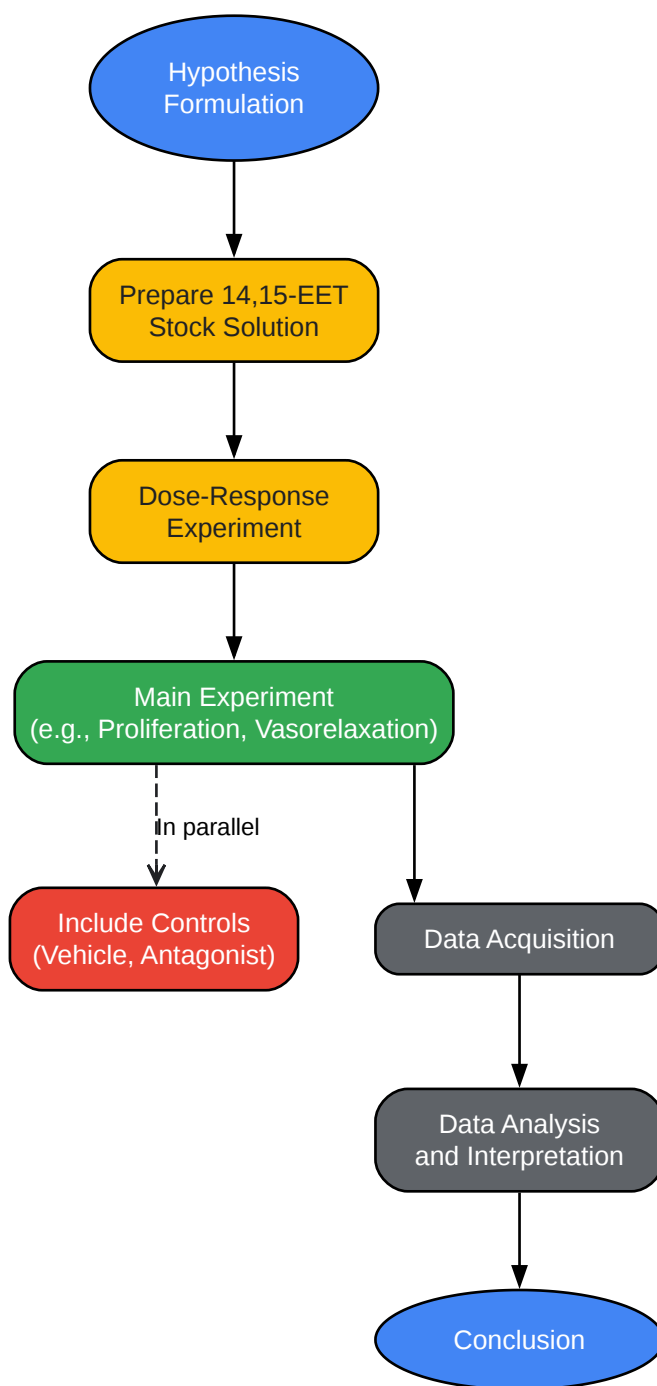 Hypothesis
Formulation
Prepare 14,15-EET
Stock Solution
Dose-Response
Experiment
Main Experiment
(e.g., Proliferation, Vasorelaxation)
In parallel
Include Controls
(Vehicle, Antagonist)
Data Acquisition
Data Analysis
and Interpretation
Conclusion